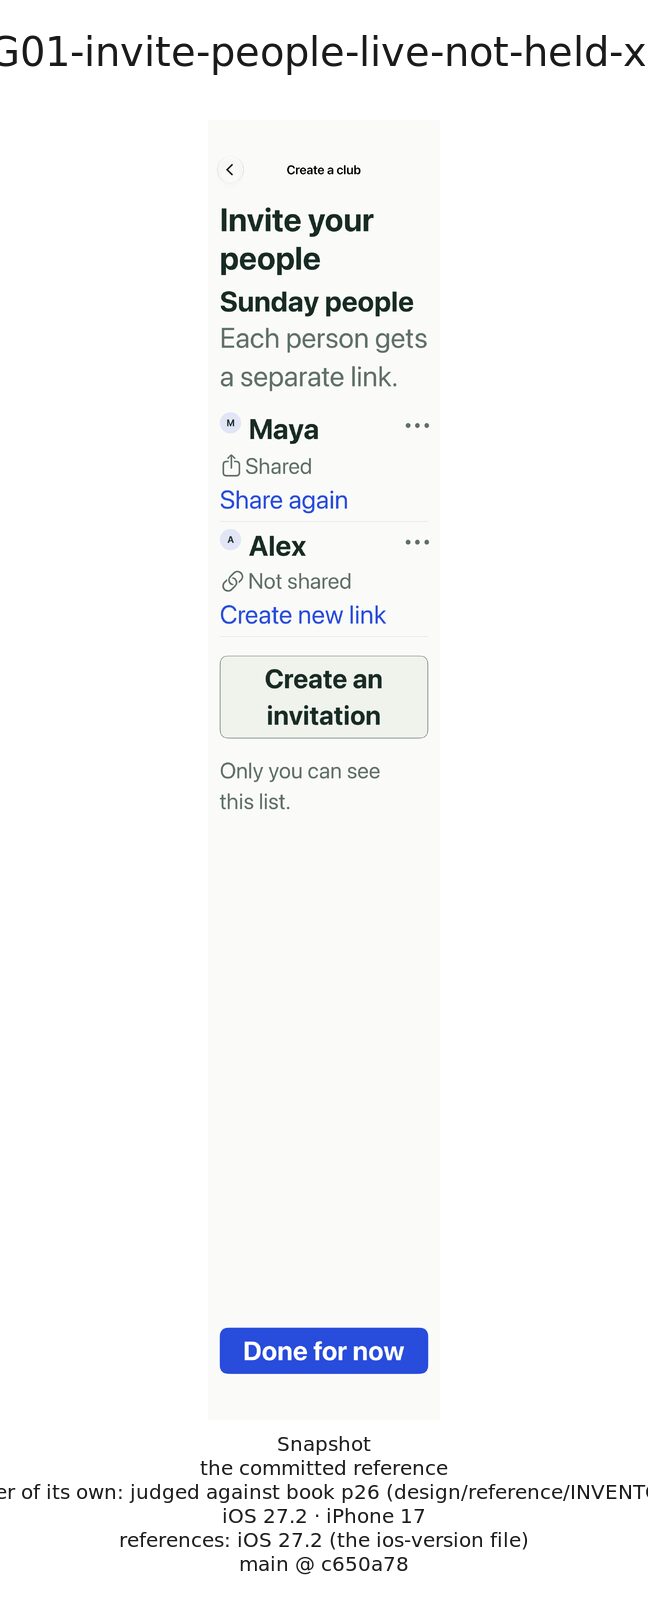 G01-invite-people-live-not-held-x
Create a club
Invite your
people
Sunday people
Each person gets
a separate link.
M
Maya
Shared
Share again
A
Alex
Not shared
Create new link
Create an
invitation
Only you can see
this list.
Done for now
Snapshot
the committed reference
er of its own: judged against book p26 (design/reference/INVENTO
iOS 27.2 · iPhone 17
references: iOS 27.2 (the ios-version file)
main @ c650a78